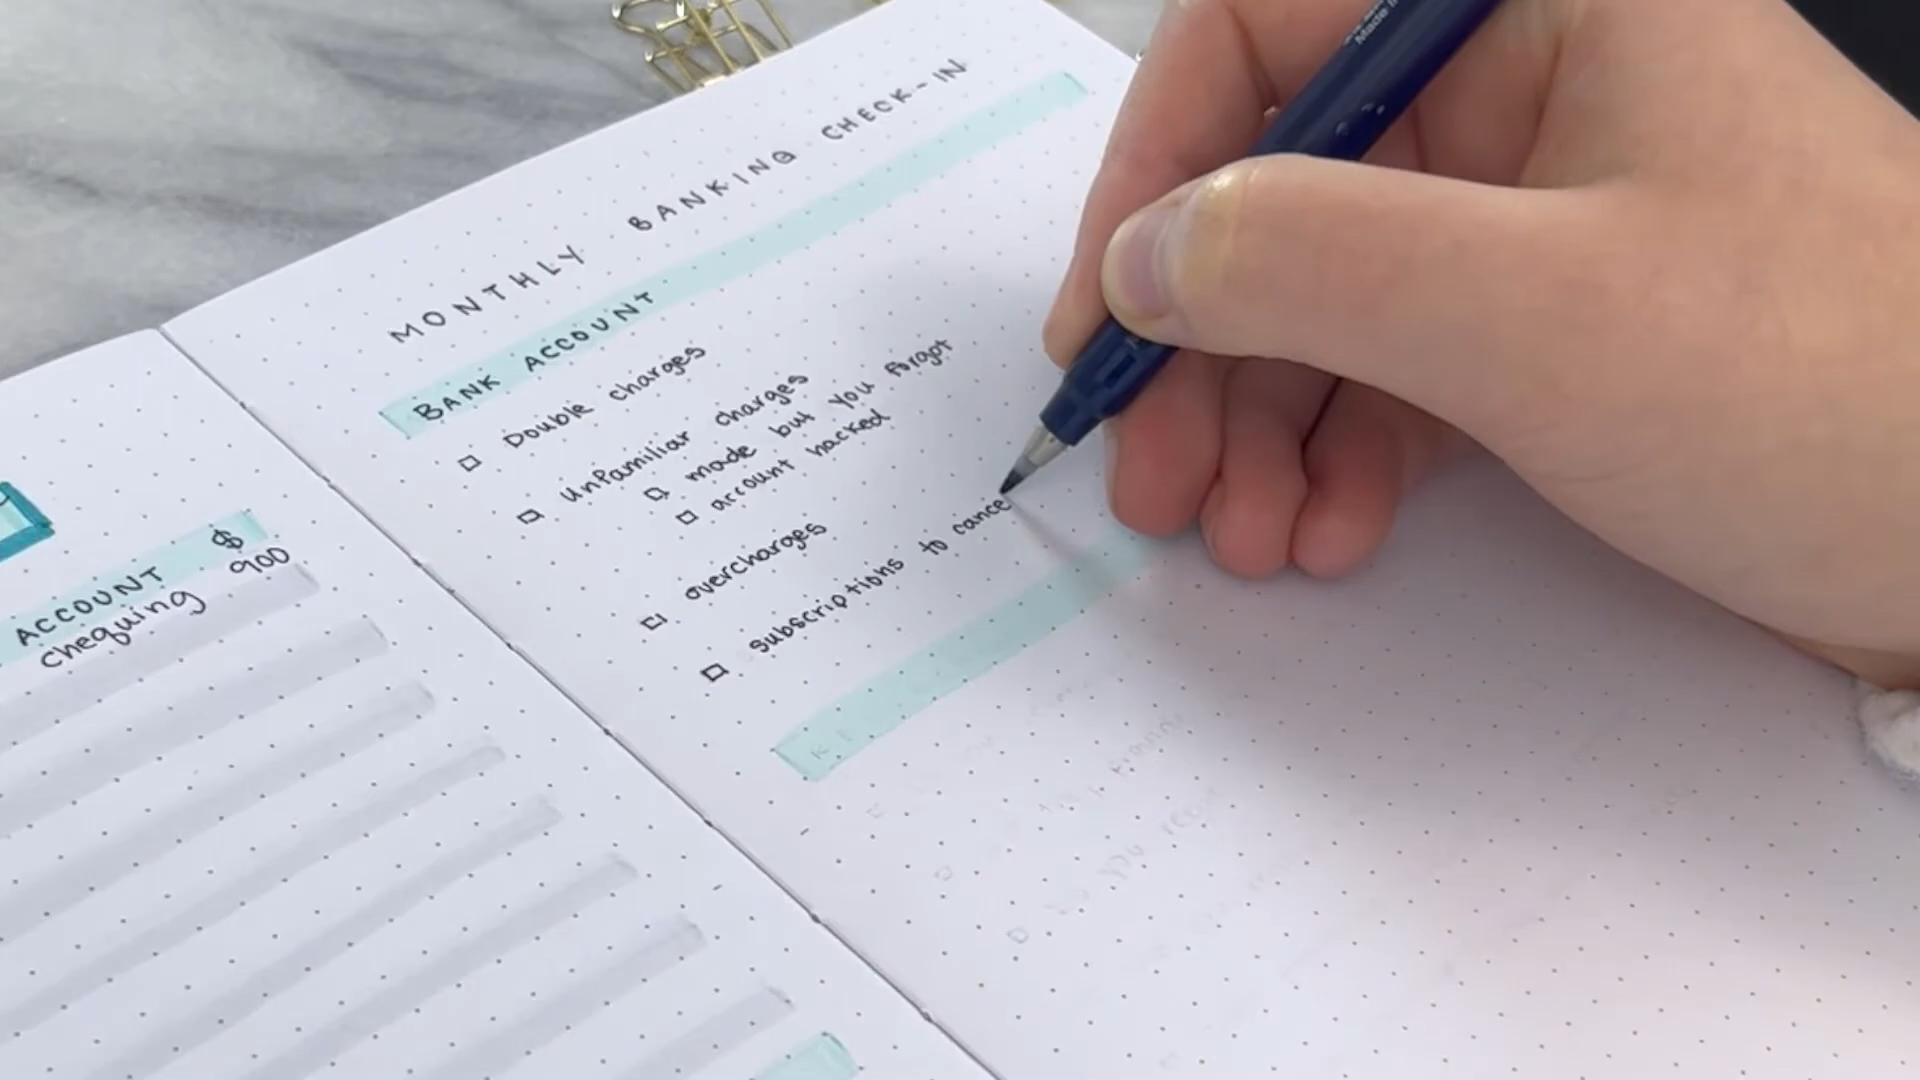 ACCOUNT $
Chequing 900
MONTHLY BANKING CHECK-IN
BANK ACCOUNT
Double charges
unfamiliar charges
made but you forgot
account hacked
overcharges
subscriptions to cance
Made i